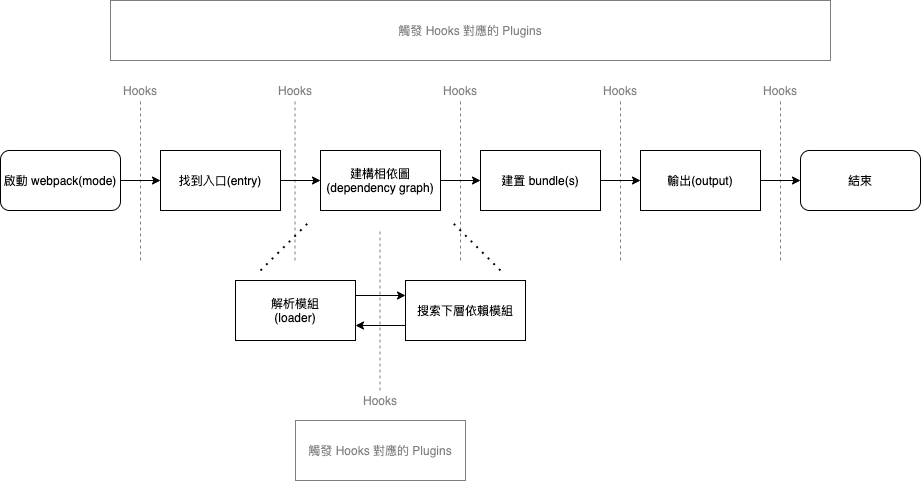 觸發 Hooks 對應的 Plugins
Hooks
Hooks
Hooks
Hooks
Hooks
啟動 webpack(mode)
找到入口(entry)
建構相依圖
(dependency graph)
建置 bundle(s)
輸出(output)
結束
解析模組
(loader)
搜索下層依賴模組
Hooks
觸發 Hooks 對應的 Plugins